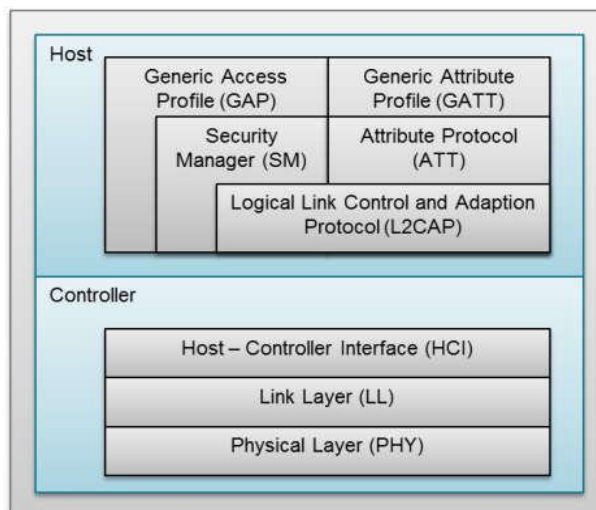 Host
Generic Access
Profile (GAP)
Generic Attribute
Profile (GATT)
Security
Manager (SM)
Attribute Protocol
(ATT)
Logical Link Control and Adaption
Protocol (L2CAP)
Controller
Host – Controller Interface (HCI)
Link Layer (LL)
Physical Layer (PHY)